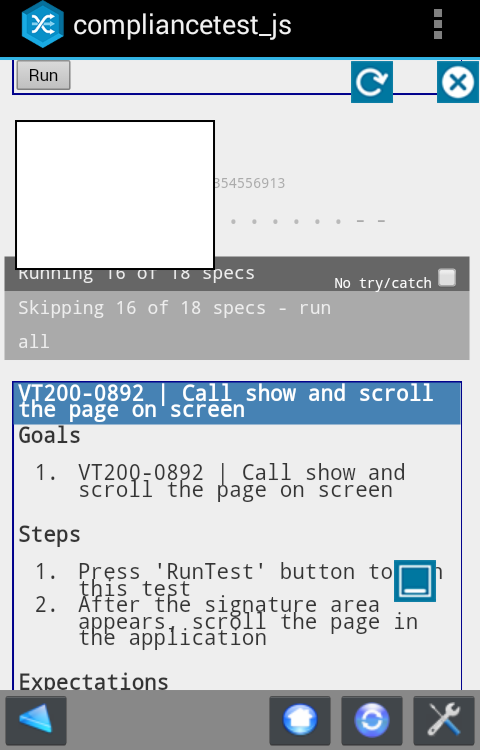 compliancetest_js
Run
354556913
. . . . . . - -
Running 16 of 18 specs
No try/catch
Skipping 16 of 18 specs - run
all
VT200-0892 | Call show and scroll
the page on screen
Goals
1. VT200-0892 | Call show and
scroll the page on screen
Steps
1. Press 'RunTest' button to
this test
2. After the signature area
appears, scroll the page in
the application
Expectations